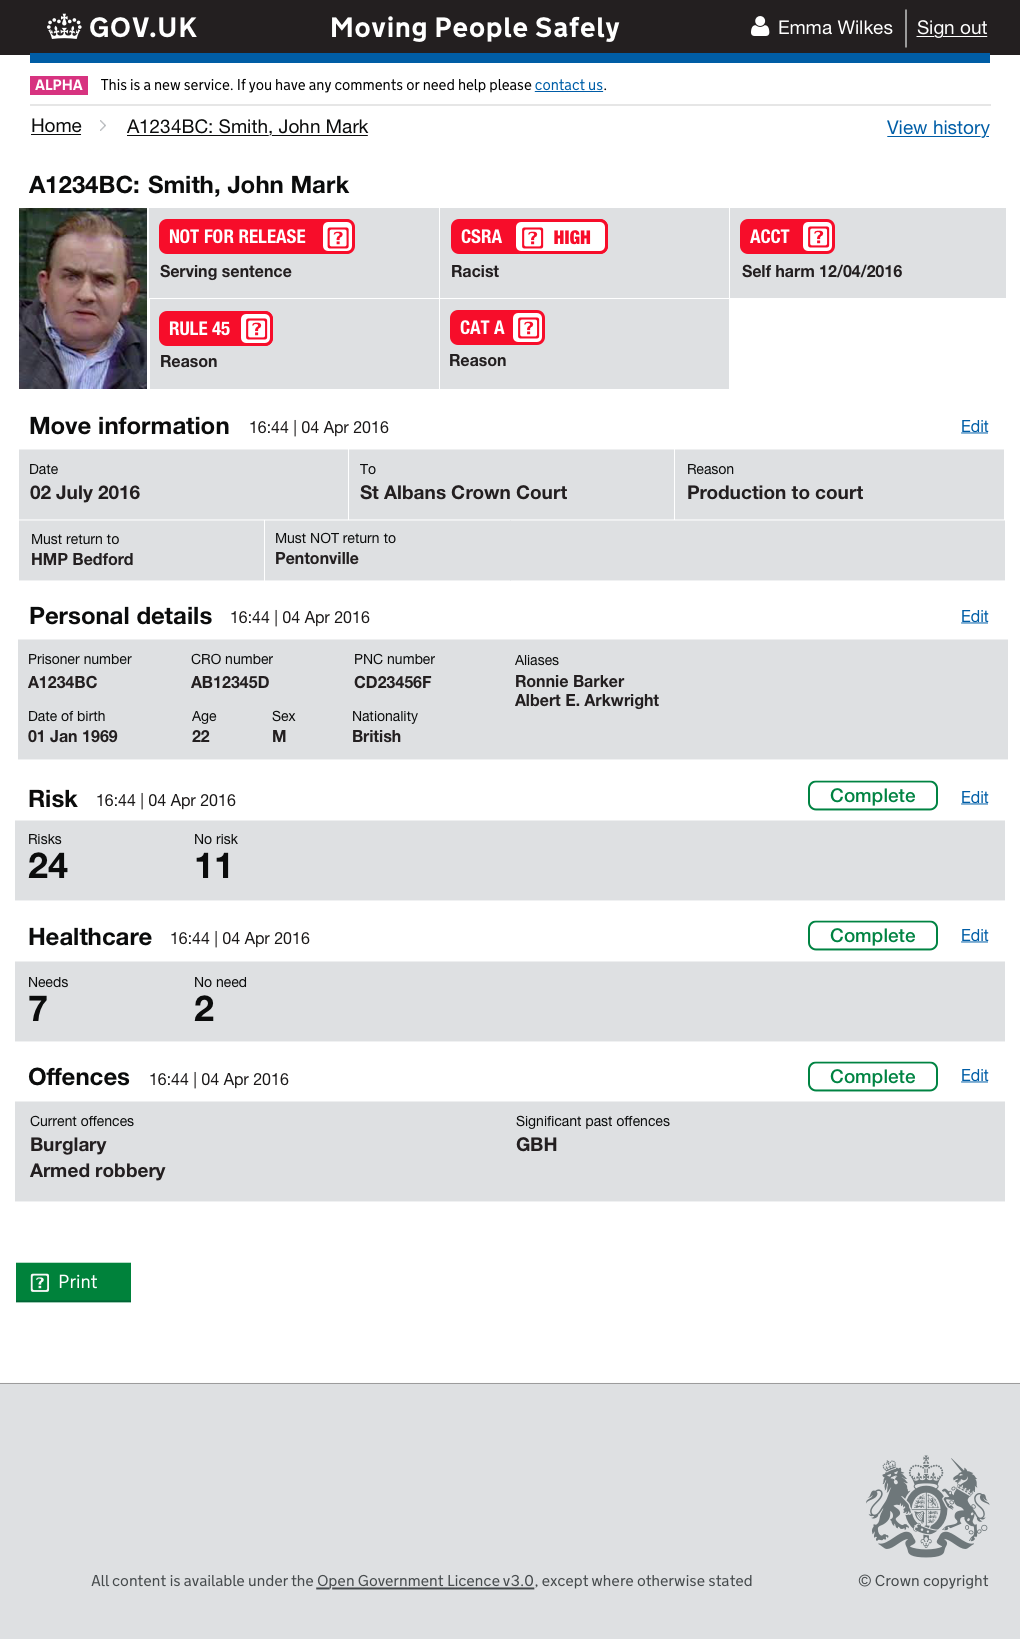 GOV.UK
Moving People Safely
Emma Wilkes
Sign out
ALPHA This is a new service. If you have any comments or need help please contact us.
Home
A1234BC: Smith, John Mark
View history
A1234BC: Smith, John Mark
NOT FOR RELEASE ?
Serving sentence
CSRA ? HIGH
Racist
ACCT ?
Self harm 12/04/2016
RULE 45 ?
Reason
CAT A ?
Reason
Move information 16:44 | 04 Apr 2016
Edit
Date
02 July 2016
To
St Albans Crown Court
Reason
Production to court
Must return to
HMP Bedford
Must NOT return to
Pentonville
Personal details 16:44 | 04 Apr 2016
Edit
Prisoner number
A1234BC
CRO number
AB12345D
PNC number
CD23456F
Aliases
Ronnie Barker
Albert E. Arkwright
Date of birth
01 Jan 1969
Age
22
Sex
M
Nationality
British
Risk 16:44 | 04 Apr 2016
Complete
Edit
Risks
24
No risk
11
Healthcare 16:44 | 04 Apr 2016
Complete
Edit
Needs
7
No need
2
Offences 16:44 | 04 Apr 2016
Complete
Edit
Current offences
Burglary
Armed robbery
Significant past offences
GBH
? Print
All content is available under the Open Government Licence v3.0, except where otherwise stated
© Crown copyright